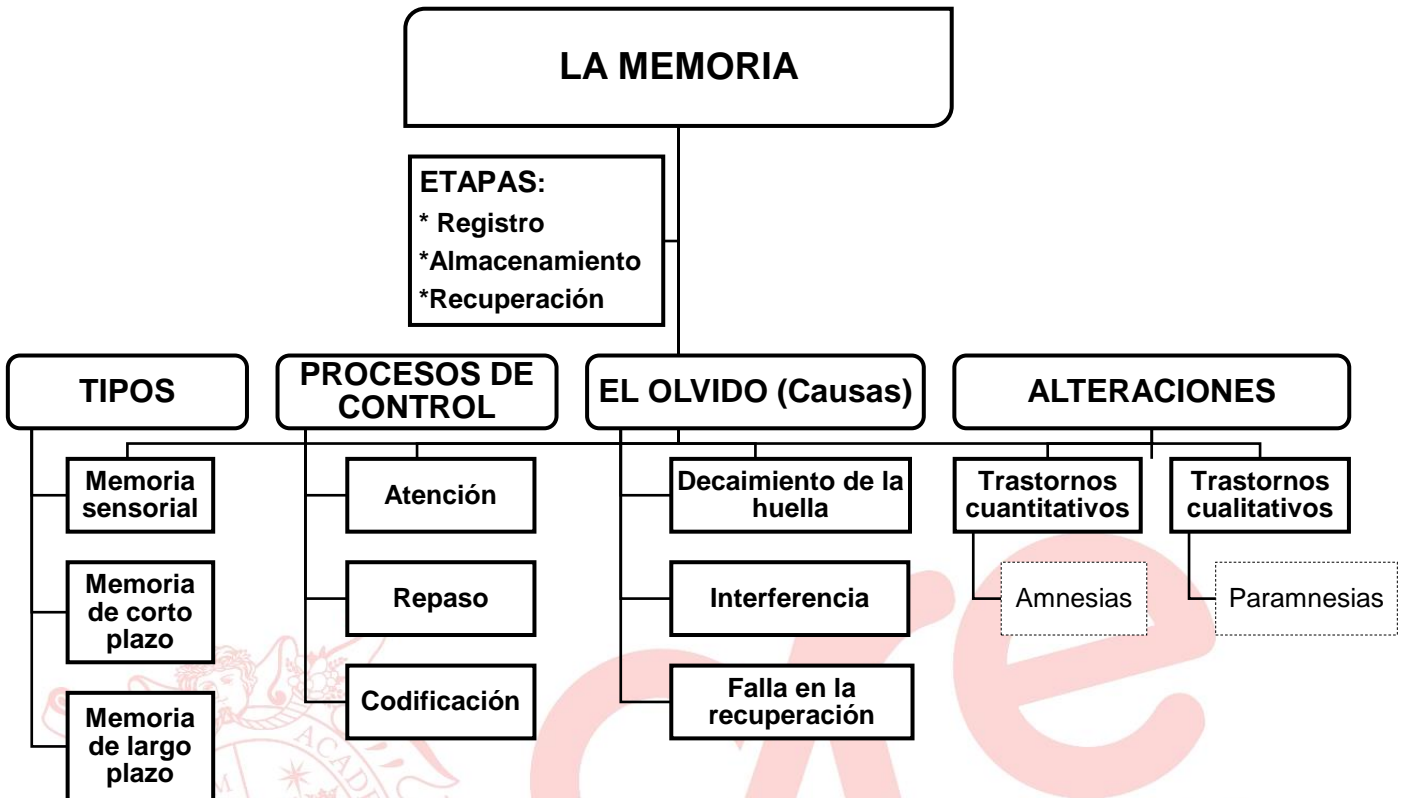 LA MEMORIA
ETAPAS:
* Registro
*Almacenamiento
*Recuperación
TIPOS
Memoria
sensorial
Memoria
de corto
plazo
Memoria
de largo
plazo
PROCESOS DE
CONTROL
Atención
Repaso
Codificación
EL OLVIDO (Causas)
Decaimiento de la
huella
Interferencia
Falla en la
recuperación
ALTERACIONES
Trastornos
cuantitativos
Amnesias
Trastornos
cualitativos
Paramnesias